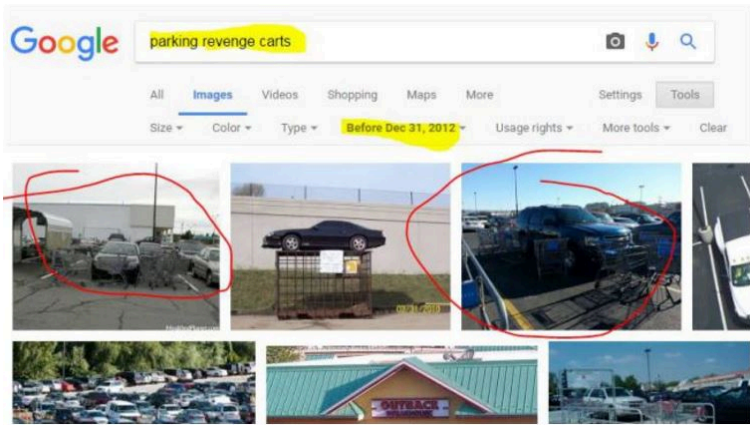 Google parking revenge carts
All Images Videos Shopping Maps More Settings Tools
Size Color Type Before Dec 31, 2012 Usage rights More tools Clear
OUTBACK